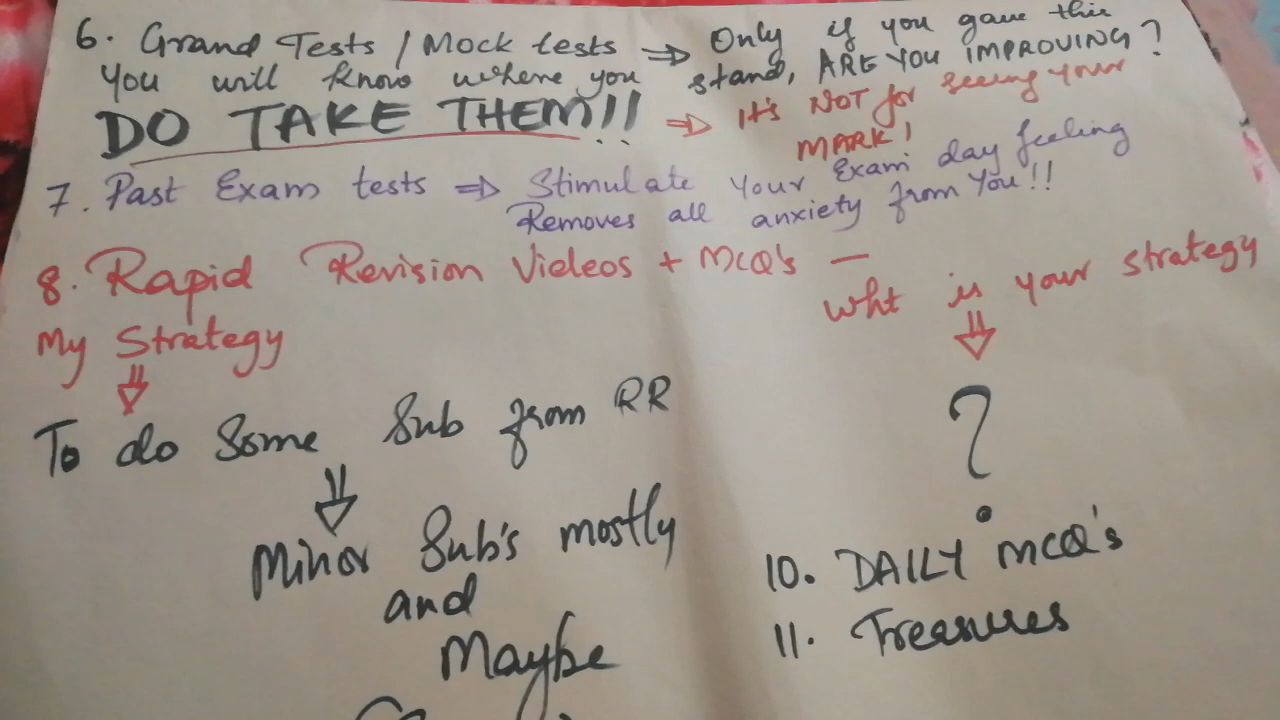 6. Grand Tests / Mock tests ⇒ Only if you gave this
You will know where you stand, ARE YOU IMPROVING?
DO TAKE THEM!! ⇒ It's NOT for seeing your
MARK!
7. Past Exam tests ⇒ Stimulate your Exam day feeling
Removes all anxiety from You!!
8. Rapid Revision Videos + MCQ's —
My Strategy
⇓
To do Some Sub from RR
⇓
Minor Sub's mostly
and
Maybe
Wht is your strategy
⇓
?
10. DAILY MCQ's
11. Treasures